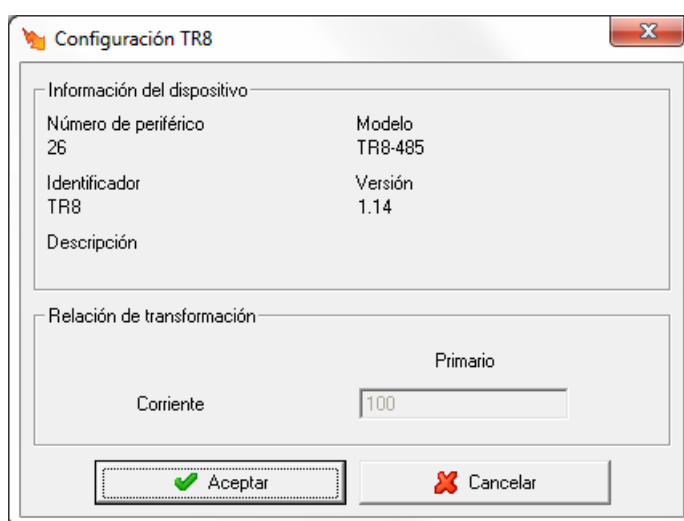 Configuración TR8
Información del dispositivo
Número de periférico
26
Modelo
TR8-485
Identificador
TR8
Versión
1.14
Descripción
Relación de transformación
Primario
Corriente
100
Aceptar
Cancelar